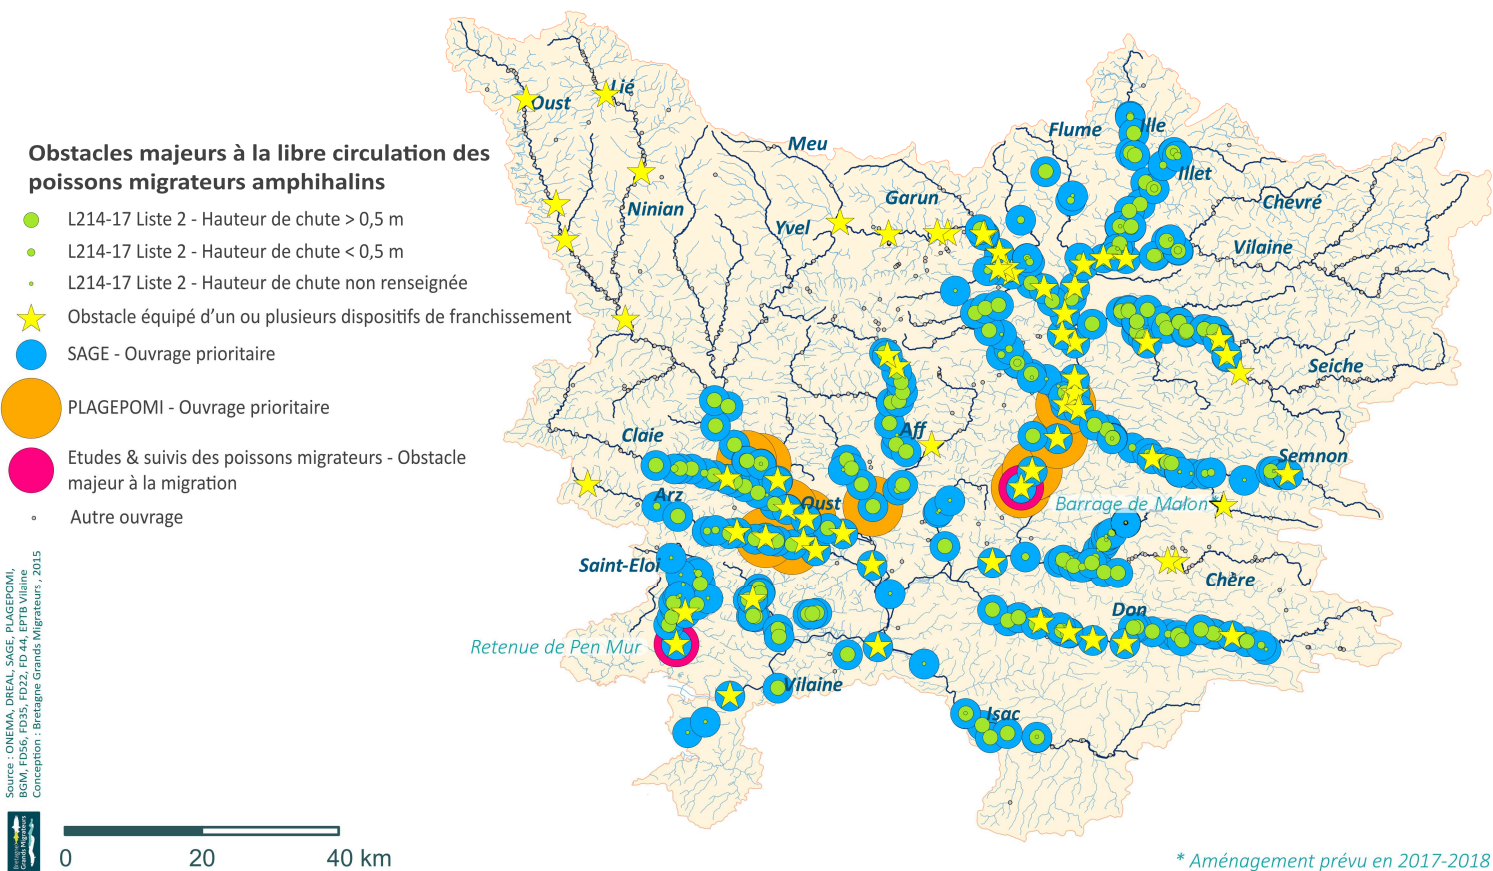 Obstacles majeurs à la libre circulation des
poissons migrateurs amphihalins
L214-17 Liste 2 - Hauteur de chute > 0,5 m
L214-17 Liste 2 - Hauteur de chute < 0,5 m
L214-17 Liste 2 - Hauteur de chute non renseignée
Obstacle équipé d'un ou plusieurs dispositifs de franchissement
SAGE - Ouvrage prioritaire
PLAGEPOMI - Ouvrage prioritaire
Etudes & suivis des poissons migrateurs - Obstacle
majeur à la migration
Autre ouvrage
Oust
Lié
Meu
Flume
Ille
Illet
Ninian
Yvel
Garun
Chevré
Vilaine
Seiche
Claie
Aff
Semnon
Arz
Oust
Barrage de Malon*
Saint-Eloi
Chère
Don
Retenue de Pen Mur
Vilaine
Isac
Source : ONEMA, DREAL, SAGE, PLAGEPOMI,
BGM, FD56, FD35, FD22, FD 44, EPTB Vilaine
Conception : Bretagne Grands Migrateurs, 2015
Bretagne
Grands Migrateurs
0 20 40 km
* Aménagement prévu en 2017-2018